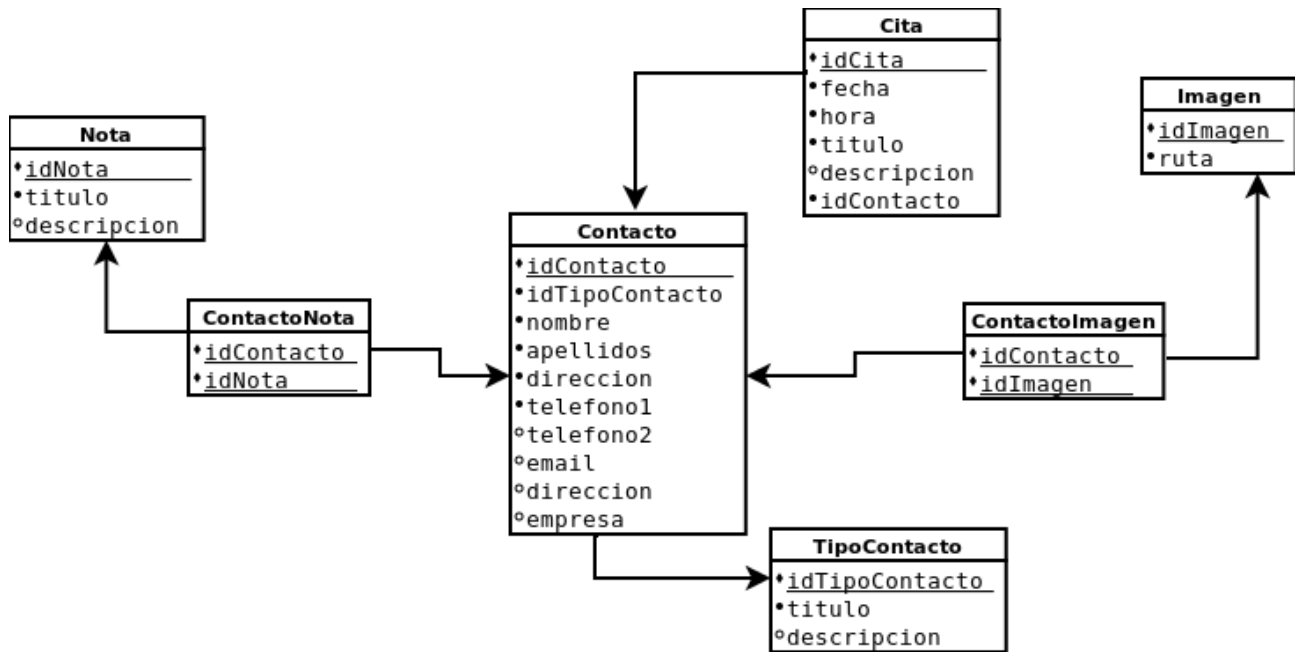 Cita
idCita
fecha
hora
titulo
descripcion
idContacto
Imagen
idImagen
ruta
Nota
idNota
titulo
descripcion
Contacto
idContacto
idTipoContacto
nombre
apellidos
direccion
telefono1
telefono2
email
direccion
empresa
ContactoNota
idContacto
idNota
ContactoImagen
idContacto
idImagen
TipoContacto
idTipoContacto
titulo
descripcion